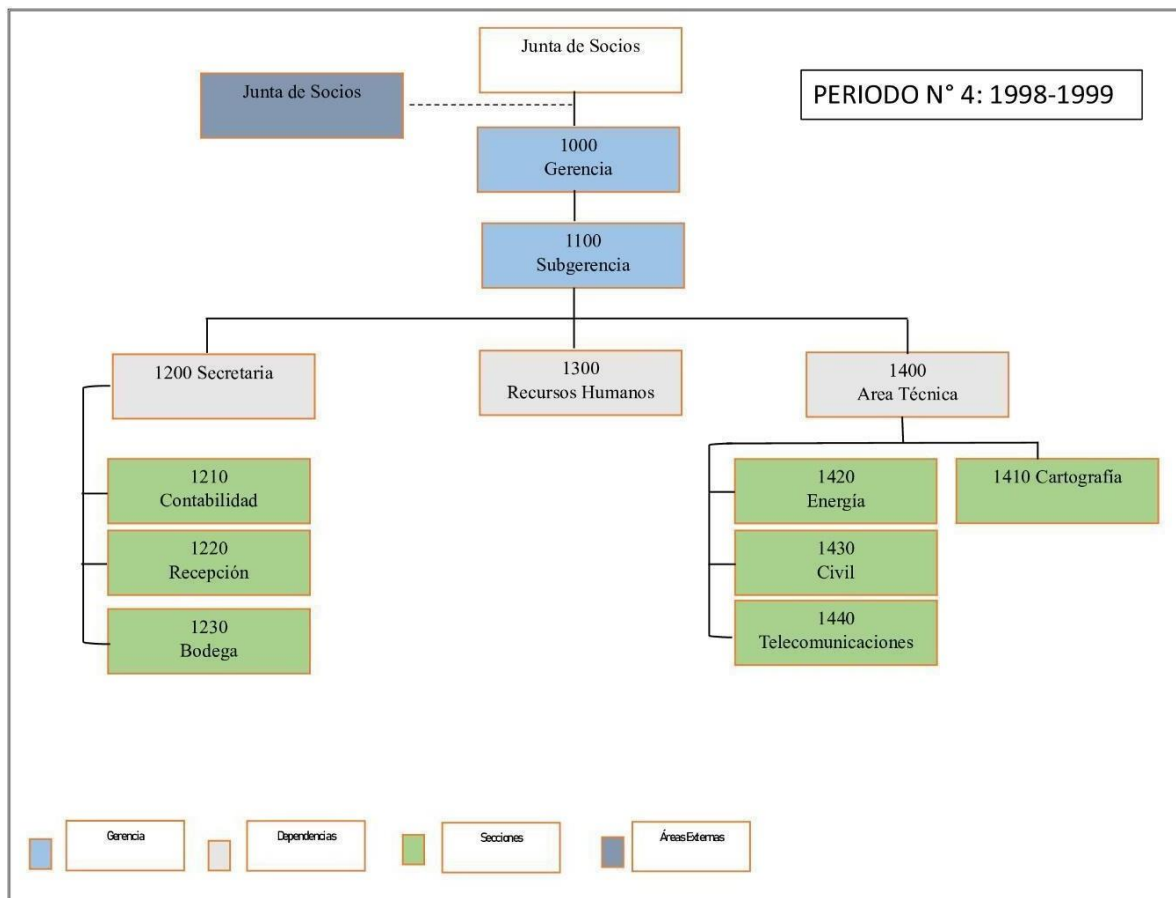 Junta de Socios
Junta de Socios
PERIODO N° 4: 1998-1999
1000
Gerencia
1100
Subgerencia
1200 Secretaria
1300
Recursos Humanos
1400
Area Técnica
1210
Contabilidad
1220
Recepción
1230
Bodega
1420
Energía
1410 Cartografía
1430
Civil
1440
Telecomunicaciones
Gerencia
Dependencias
Secciones
Áreas Externas